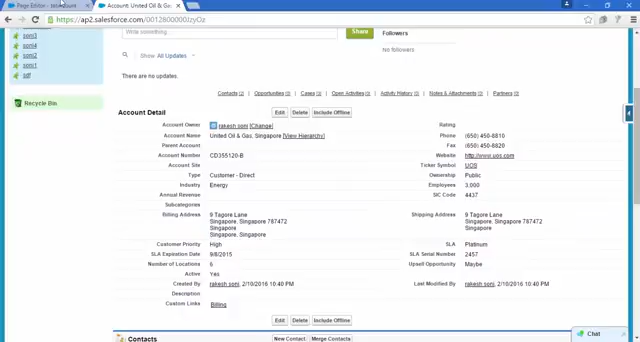 Page Editor - Jet
Account: United Oil & Ga
https://ap2.salesforce.com/
soni3
soni4
soni2
soni1
sdf
Recycle Bin
Write something...
Share
Followers
No followers
Show All Updates
There are no updates.
Contacts
Opportunities
Cases
Open Activities
Activity History
Notes & Attachments
Partners
Account Detail
Edit Delete Include Offline
Account Owner rakesh soni [Change] Rating
Account Name United Oil & Gas, Singapore [View Hierarchy] Phone (650) 450-8810
Parent Account Fax (650) 450-8820
Account Number CD355120-B Website http://www.uos.com
Account Site Ticker Symbol UOS
Type Customer - Direct Ownership Public
Industry Energy Employees 3,000
Annual Revenue SIC Code 4437
Subcategories
Billing Address 9 Tagore Lane Shipping Address 9 Tagore Lane
Singapore, Singapore 787472 Singapore, Singapore 787472
Singapore Singapore
Singapore, Singapore
Customer Priority High SLA Platinum
SLA Expiration Date 9/8/2015 SLA Serial Number 2457
Number of Locations 6 Upsell Opportunity Maybe
Active Yes
Created By rakesh soni, 2/10/2016 10:40 PM Last Modified By rakesh soni, 2/10/2016 10:40 PM
Description
Custom Links Billing
Edit Delete Include Offline
Chat
Contacts New Contact Merge Contacts